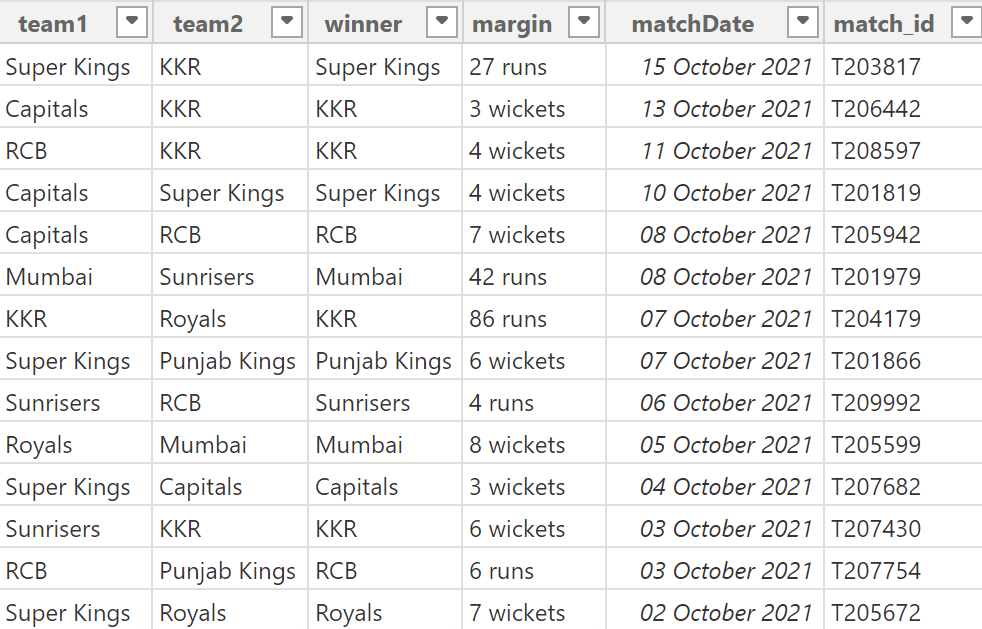 team1 team2 winner margin matchDate match_id
Super Kings KKR Super Kings 27 runs 15 October 2021 T203817
Capitals KKR KKR 3 wickets 13 October 2021 T206442
RCB KKR KKR 4 wickets 11 October 2021 T208597
Capitals Super Kings Super Kings 4 wickets 10 October 2021 T201819
Capitals RCB RCB 7 wickets 08 October 2021 T205942
Mumbai Sunrisers Mumbai 42 runs 08 October 2021 T201979
KKR Royals KKR 86 runs 07 October 2021 T204179
Super Kings Punjab Kings Punjab Kings 6 wickets 07 October 2021 T201866
Sunrisers RCB Sunrisers 4 runs 06 October 2021 T209992
Royals Mumbai Mumbai 8 wickets 05 October 2021 T205599
Super Kings Capitals Capitals 3 wickets 04 October 2021 T207682
Sunrisers KKR KKR 6 wickets 03 October 2021 T207430
RCB Punjab Kings RCB 6 runs 03 October 2021 T207754
Super Kings Royals Royals 7 wickets 02 October 2021 T205672